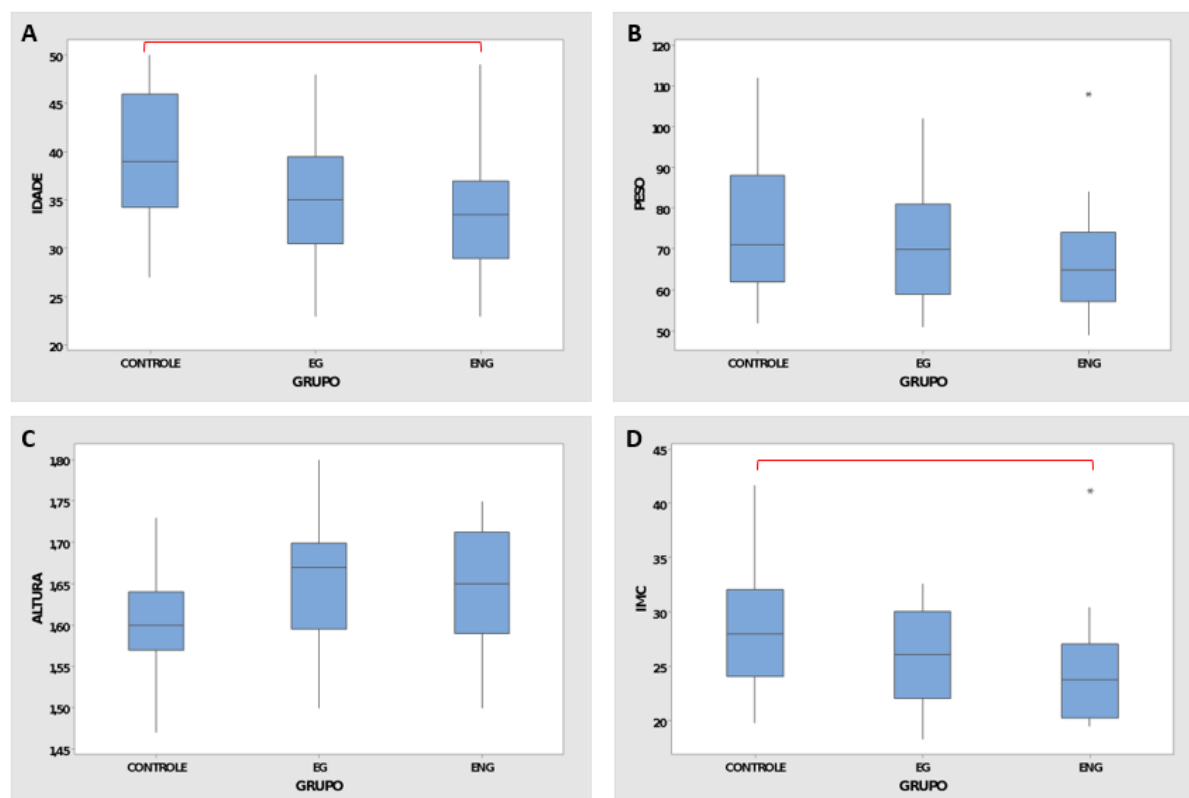 A
IDADE
50
45
40
35
30
25
20
CONTROLE EG ENG
GRUPO
B
PESO
120
110
100
90
80
70
60
50
*
CONTROLE EG ENG
GRUPO
C
ALTURA
1,80
1,75
1,70
1,65
1,60
1,55
1,50
1,45
CONTROLE EG ENG
GRUPO
D
IMC
45
40
35
30
25
20
*
CONTROLE EG ENG
GRUPO